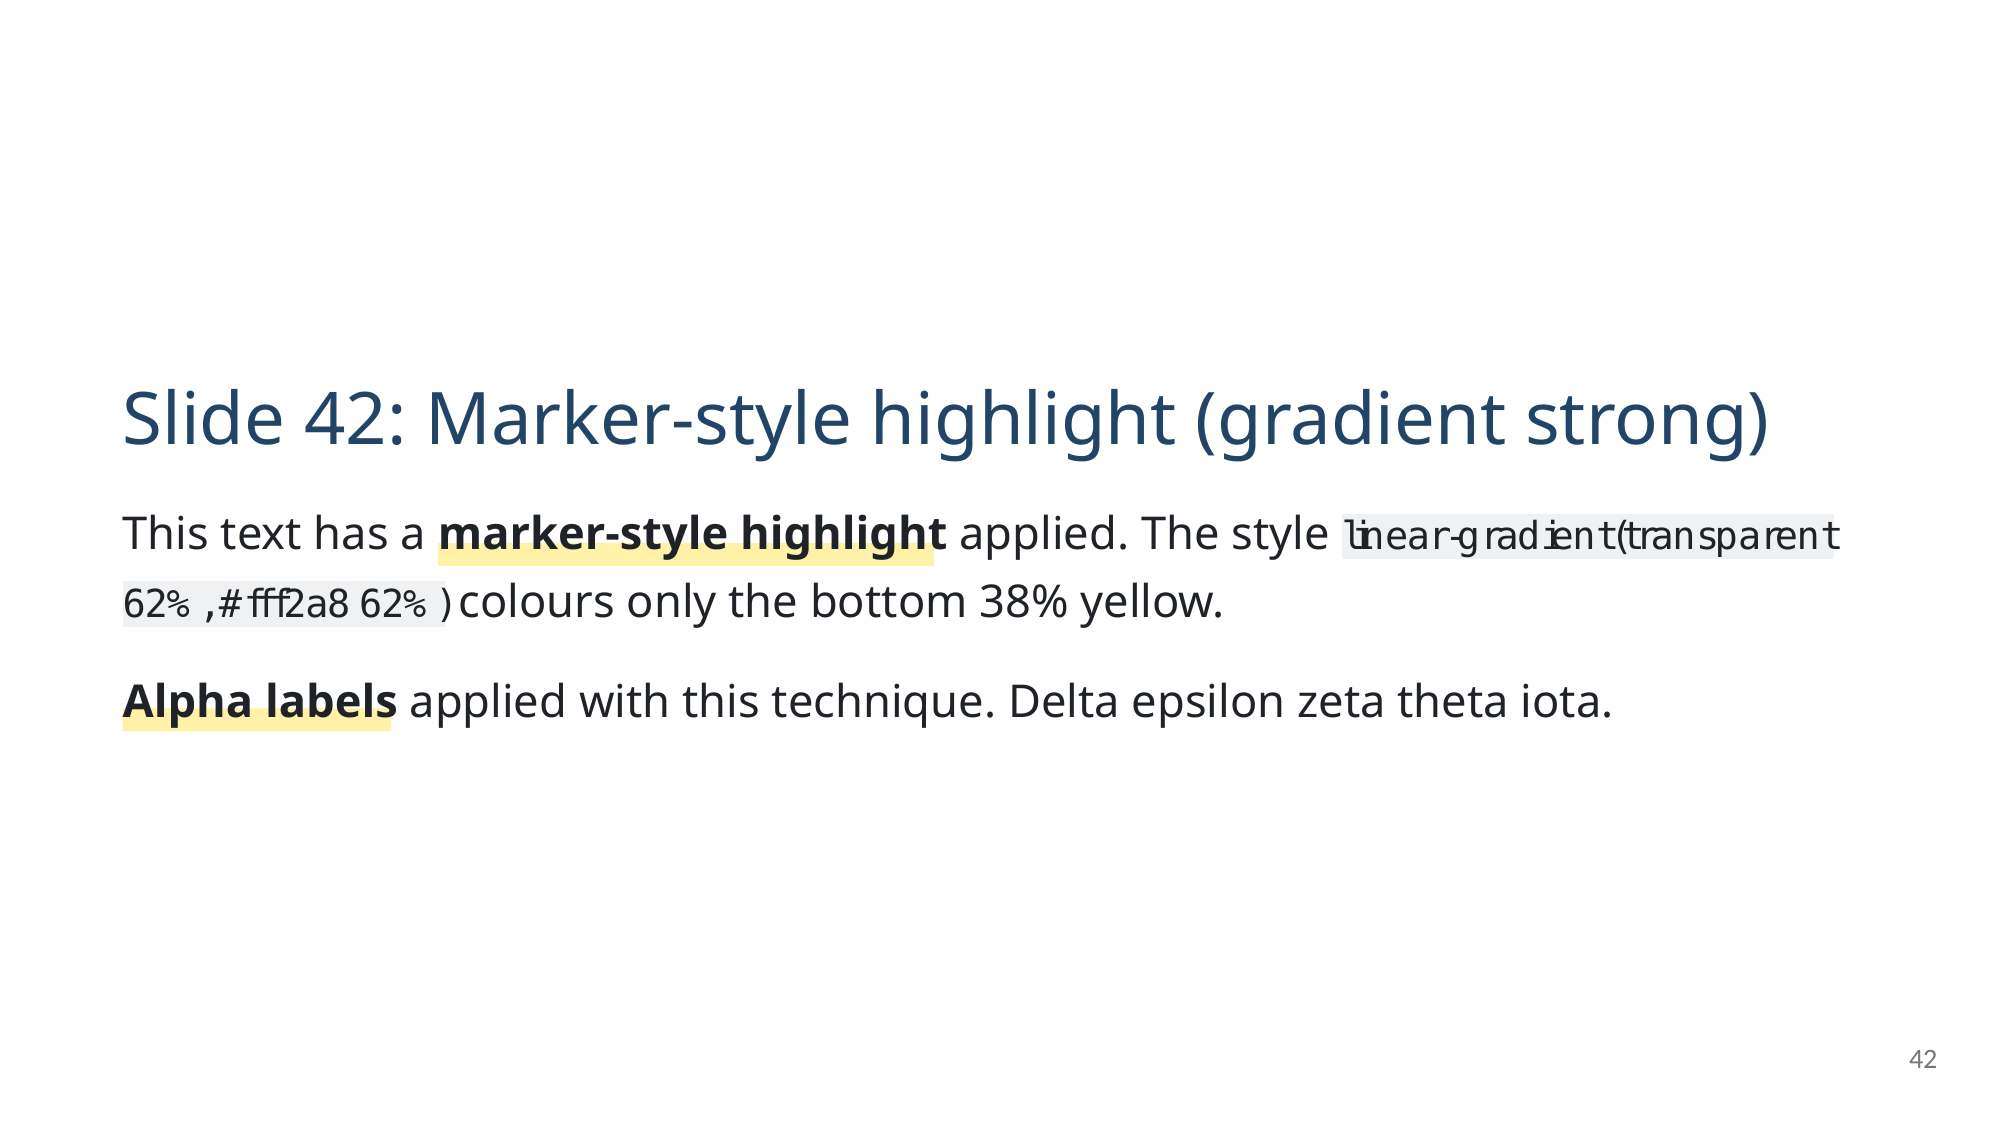 Slide 42: Marker-style highlight (gradient strong)
This text has a marker-style highlight applied. The style linear-gradient(transparent
62%,#fff2a8 62%) colours only the bottom 38% yellow.
Alpha labels applied with this technique. Delta epsilon zeta theta iota.
42